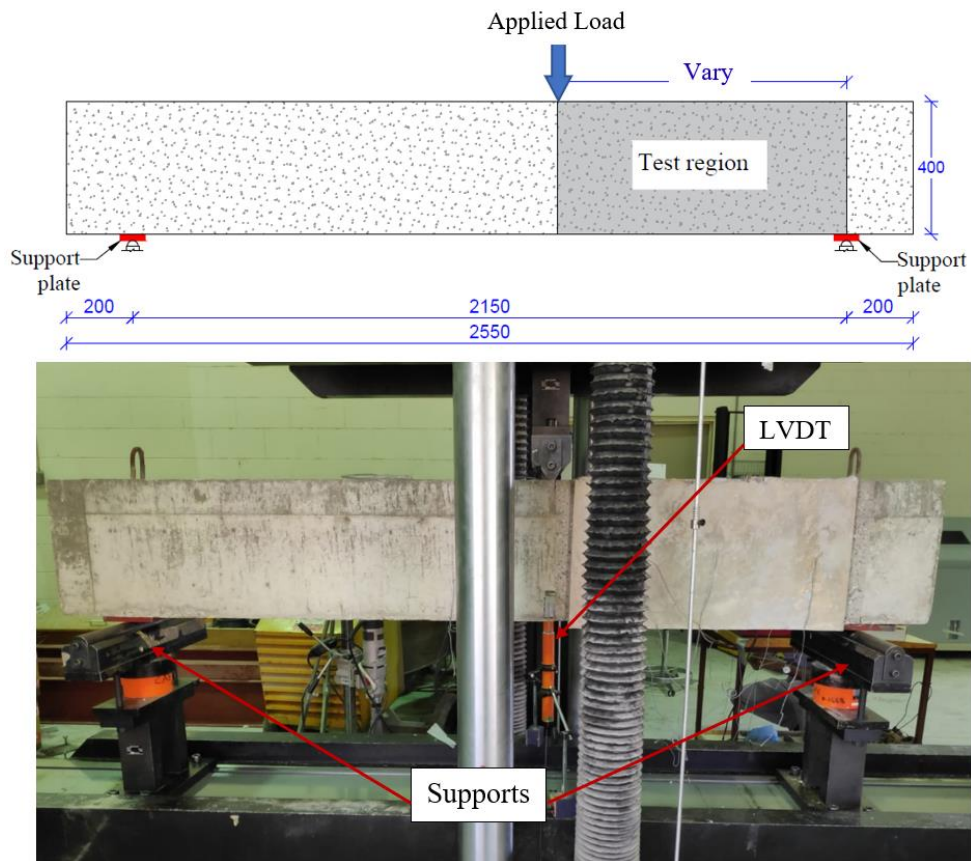 Applied Load
Vary
Test region
400
Support
plate
Support
plate
200
2150
200
2550
LVDT
Supports